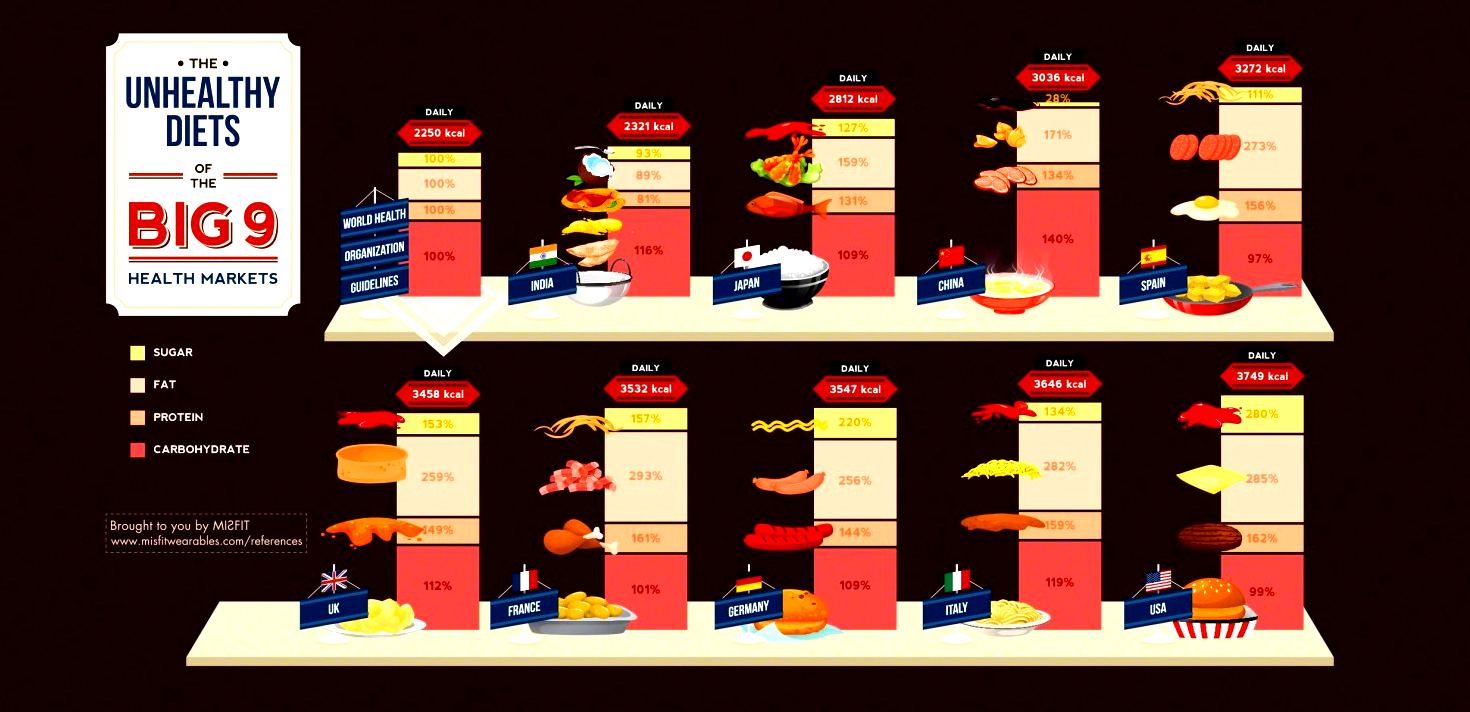 • THE •
UNHEALTHY
DIETS
OF
THE
BIG 9
HEALTH MARKETS
SUGAR
FAT
PROTEIN
CARBOHYDRATE
Brought to you by MISFIT
www.misfitwearables.com/references
DAILY
2250 kcal
100%
100%
100%
100%
WORLD HEALTH
ORGANIZATION
GUIDELINES
DAILY
2321 kcal
93%
89%
81%
116%
INDIA
DAILY
2812 kcal
127%
159%
131%
109%
JAPAN
DAILY
3036 kcal
28%
171%
134%
140%
CHINA
DAILY
3272 kcal
111%
273%
156%
97%
SPAIN
DAILY
3458 kcal
153%
259%
149%
112%
UK
DAILY
3532 kcal
157%
293%
161%
101%
FRANCE
DAILY
3547 kcal
220%
256%
144%
109%
GERMANY
DAILY
3646 kcal
134%
282%
159%
119%
ITALY
DAILY
3749 kcal
280%
285%
162%
99%
USA